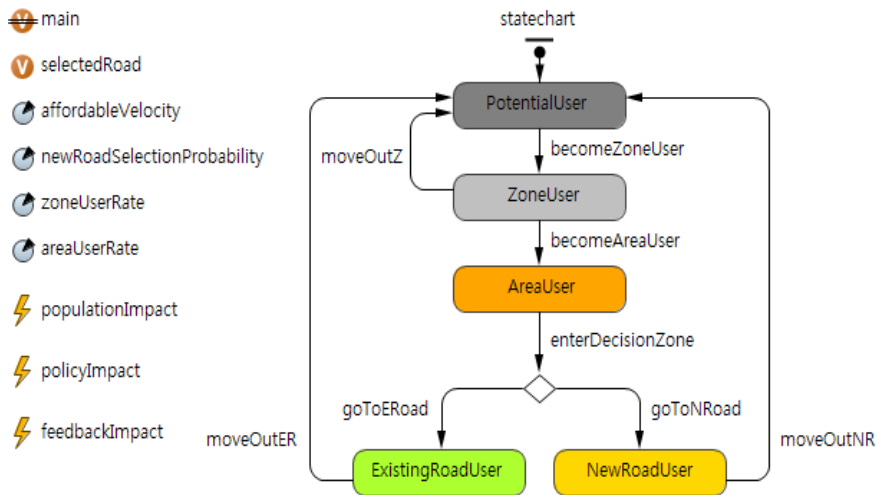 main
selectedRoad
affordableVelocity
newRoadSelectionProbability
zoneUserRate
areaUserRate
populationImpact
policyImpact
feedbackImpact
statechart
PotentialUser
becomeZoneUser
moveOutZ
ZoneUser
becomeAreaUser
AreaUser
enterDecisionZone
goToERoad
goToNRoad
moveOutER
moveOutNR
ExistingRoadUser
NewRoadUser